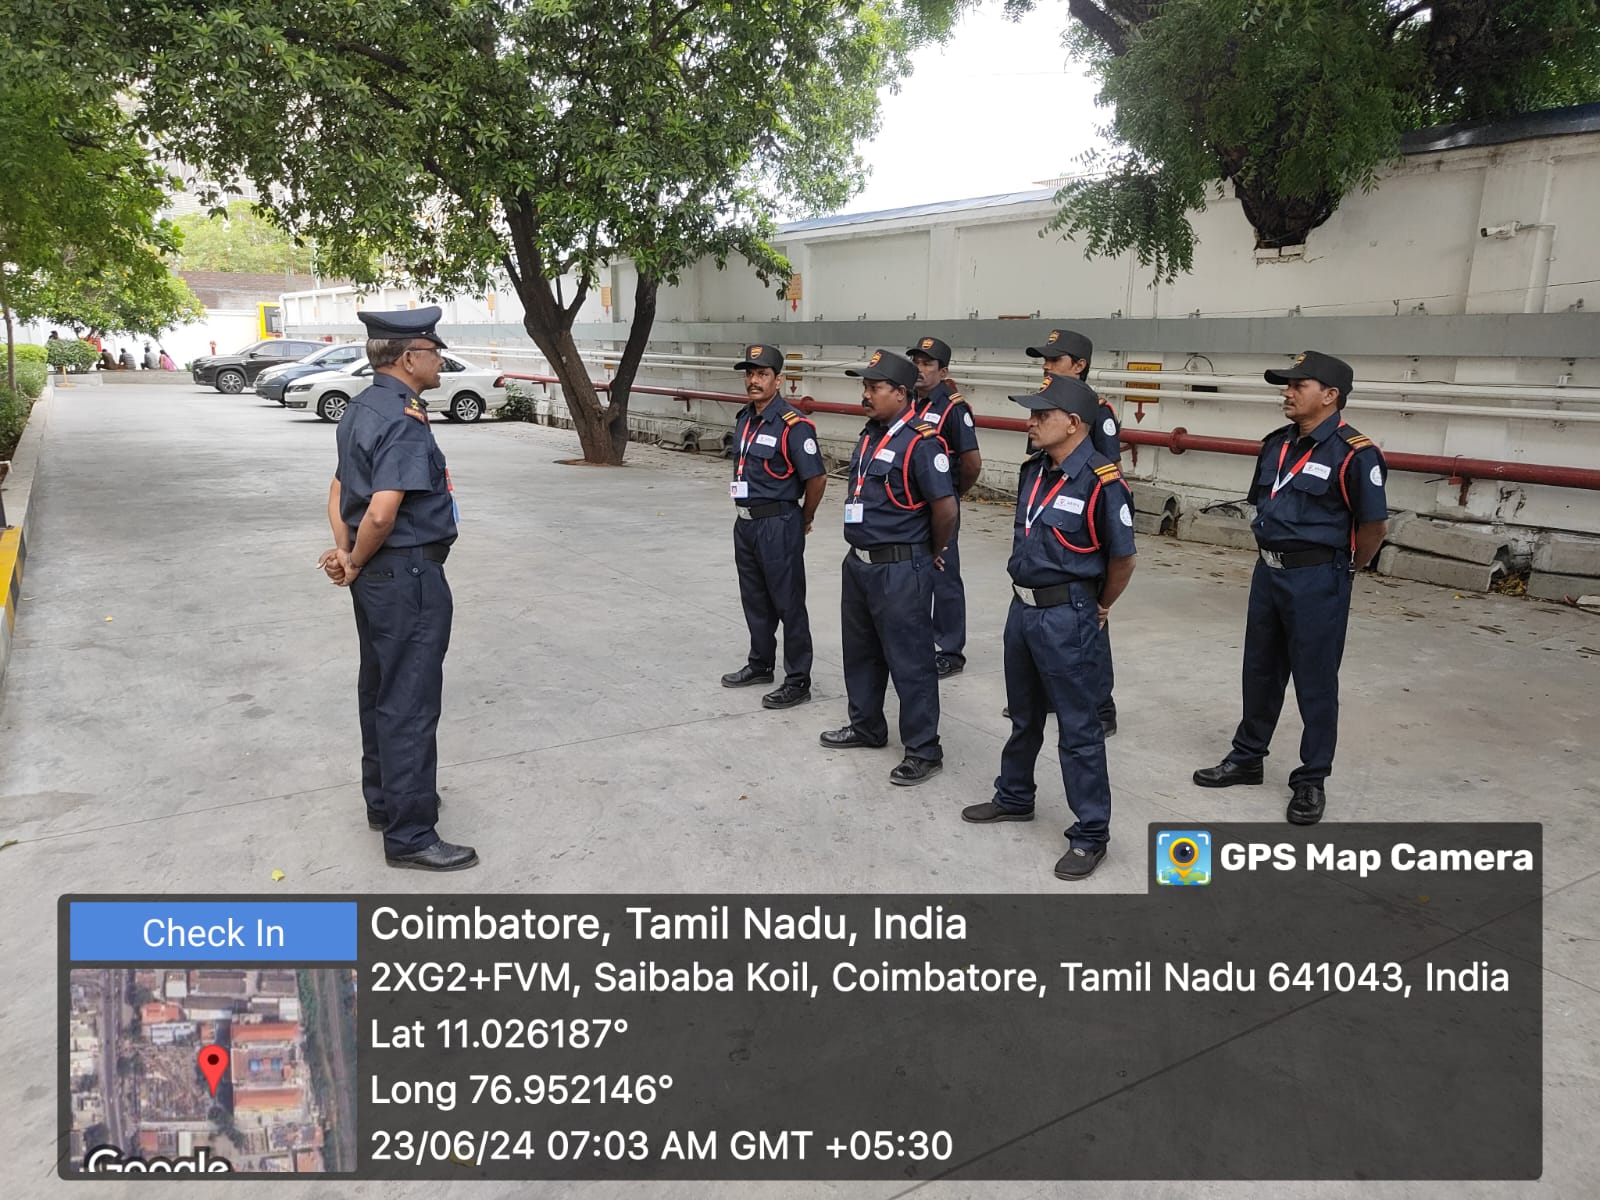 GPS Map Camera
Check In
Coimbatore, Tamil Nadu, India
2XG2+FVM, Saibaba Koil, Coimbatore, Tamil Nadu 641043, India
Lat 11.026187°
Long 76.952146°
23/06/24 07:03 AM GMT +05:30
Google